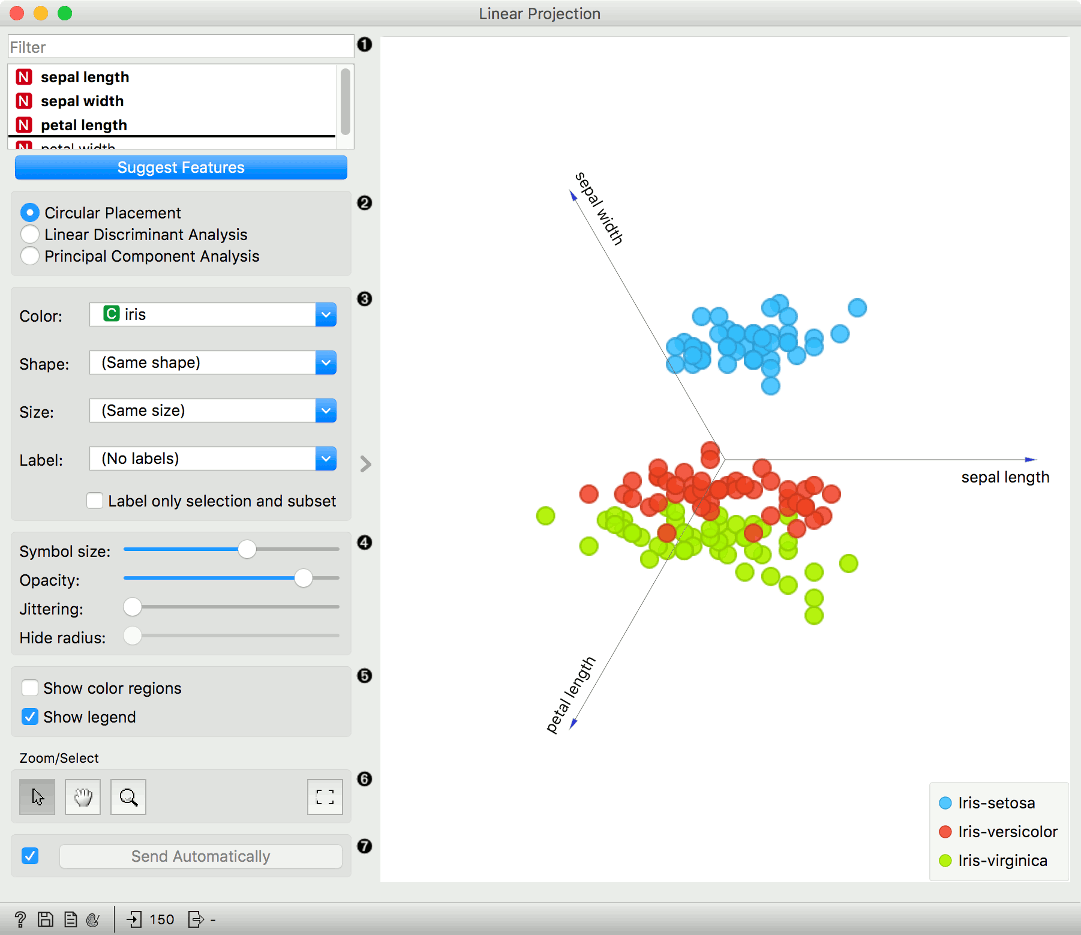 Linear Projection
Filter
❶
N sepal length
N sepal width
N petal length
N petal width
Suggest Features
❷
Circular Placement
Linear Discriminant Analysis
Principal Component Analysis
❸
Color: C iris
Shape: (Same shape)
Size: (Same size)
Label: (No labels)
Label only selection and subset
❹
Symbol size:
Opacity:
Jittering:
Hide radius:
❺
Show color regions
Show legend
Zoom/Select
❻
❼
Send Automatically
? 150 -
sepal width
sepal length
petal length
Iris-setosa
Iris-versicolor
Iris-virginica